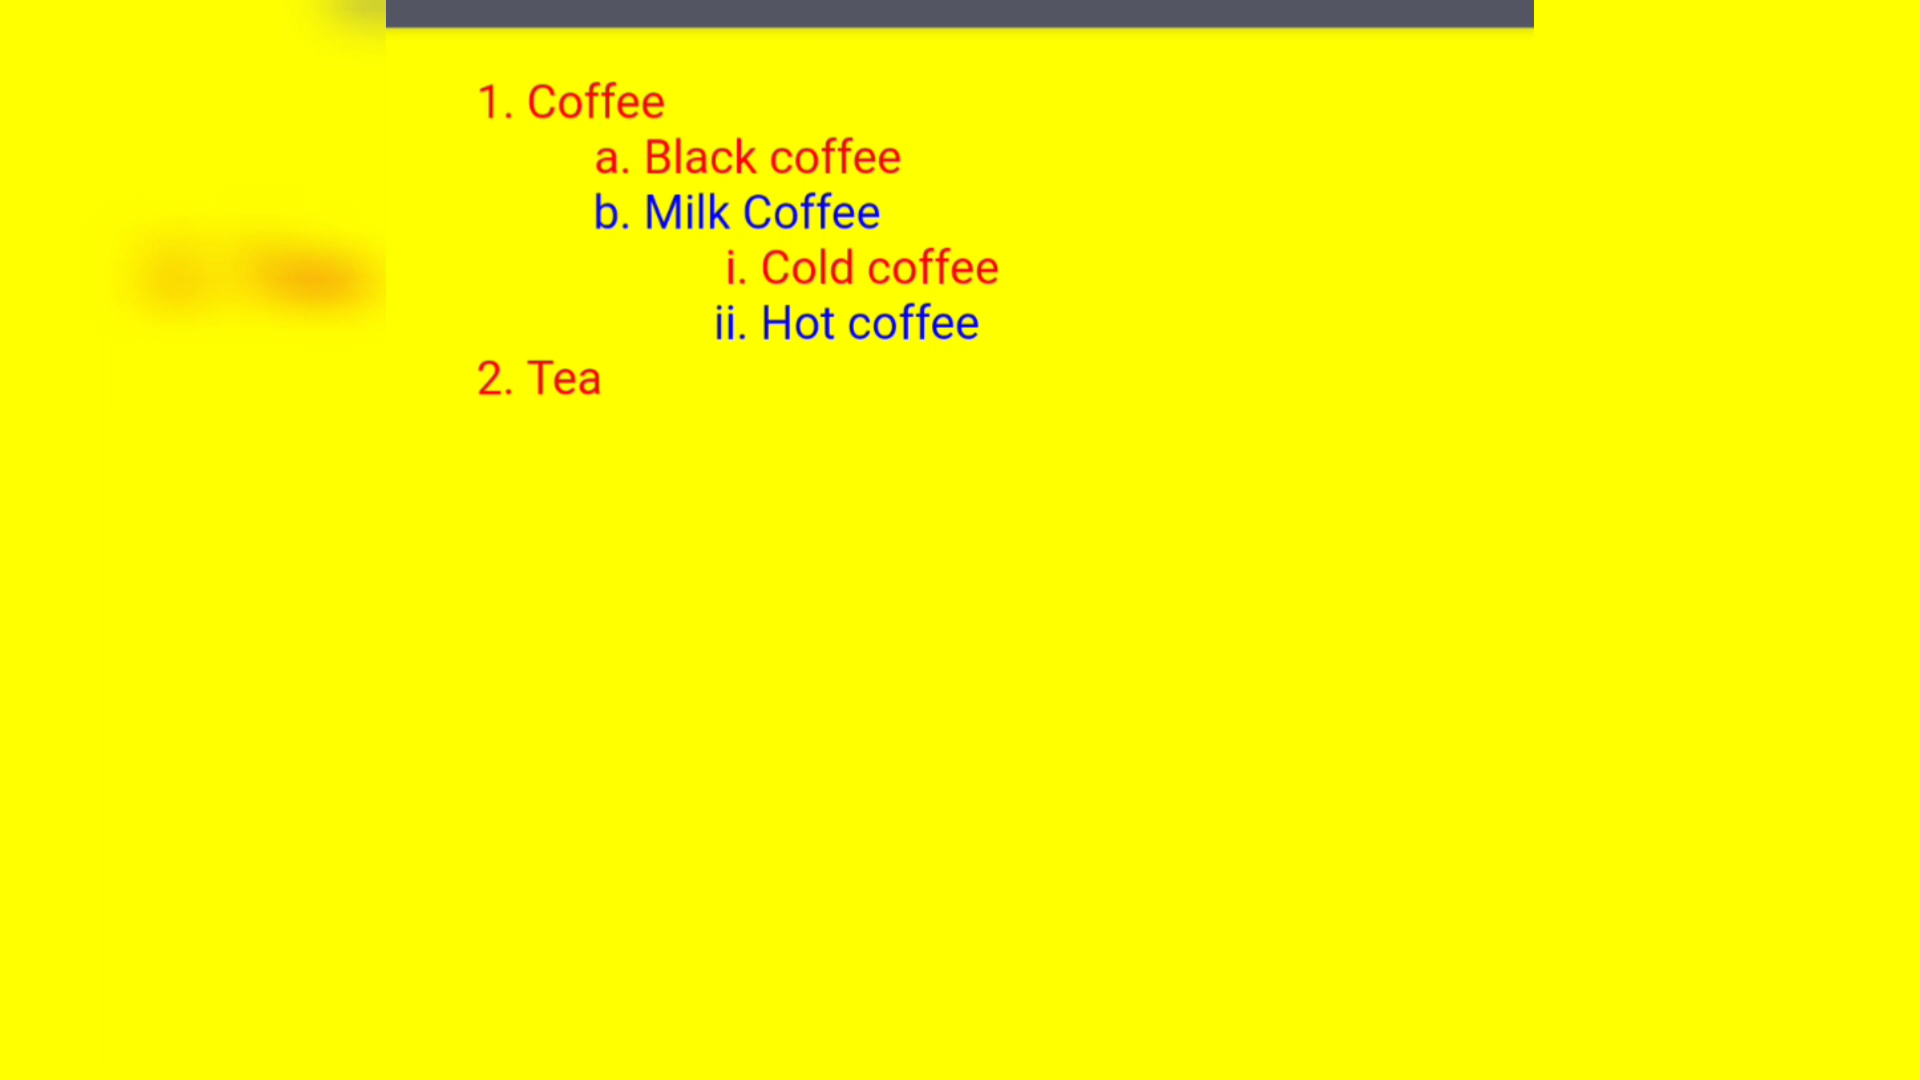 1. Coffee
a. Black coffee
b. Milk Coffee
i. Cold coffee
ii. Hot coffee
2. Tea